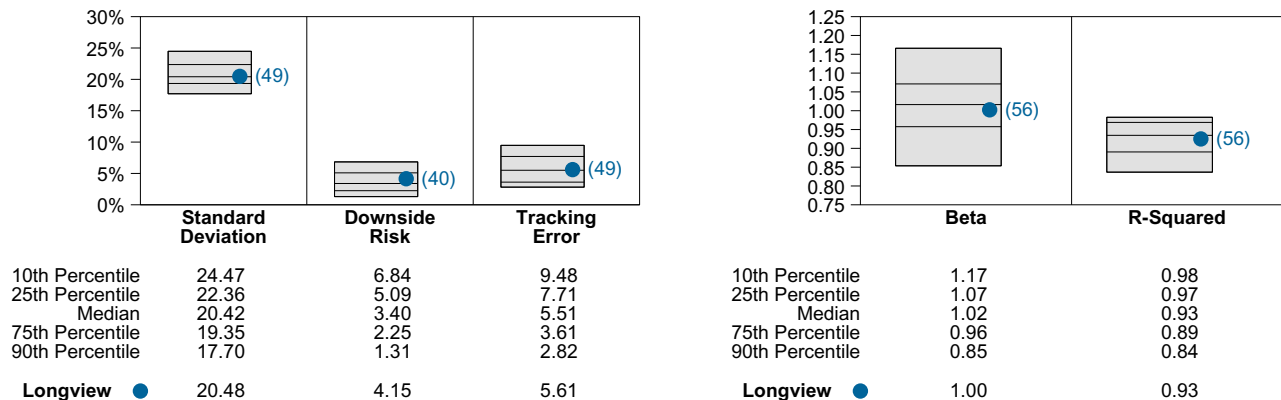 30%
25%
20%
15%
10%
5%
0%
(49)
(40)
(49)
Standard
Deviation
Downside
Risk
Tracking
Error
10th Percentile 24.47 6.84 9.48
25th Percentile 22.36 5.09 7.71
Median 20.42 3.40 5.51
75th Percentile 19.35 2.25 3.61
90th Percentile 17.70 1.31 2.82
Longview 20.48 4.15 5.61
1.25
1.20
1.15
1.10
1.05
1.00
0.95
0.90
0.85
0.80
0.75
(56)
(56)
Beta
R-Squared
10th Percentile 1.17 0.98
25th Percentile 1.07 0.97
Median 1.02 0.93
75th Percentile 0.96 0.89
90th Percentile 0.85 0.84
Longview 1.00 0.93